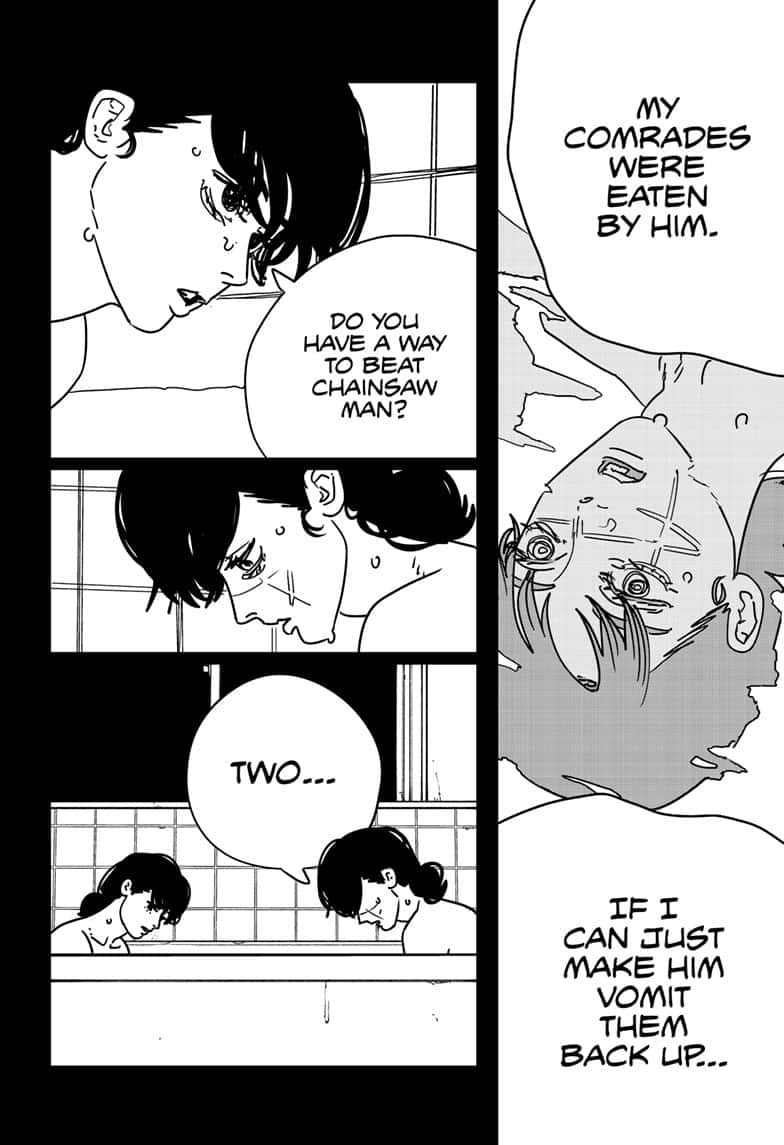 MY
COMRADES
WERE
EATEN
BY HIM.
IF I
CAN JUST
MAKE HIM
VOMIT
THEM
BACK UP...
DO YOU
HAVE A WAY
TO BEAT
CHAINSAW
MAN?
TWO...